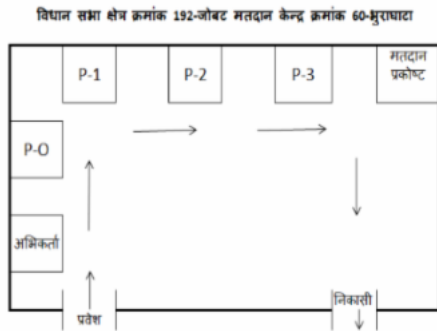 विधान सभा क्षेत्र क्रमांक 192-जोबट मतदान केन्द्र क्रमांक 60-भुराघाटा
P-1
P-2
P-3
मतदान
प्रकोष्ट
P-O
अभिकर्ता
प्रवेश
निकासी